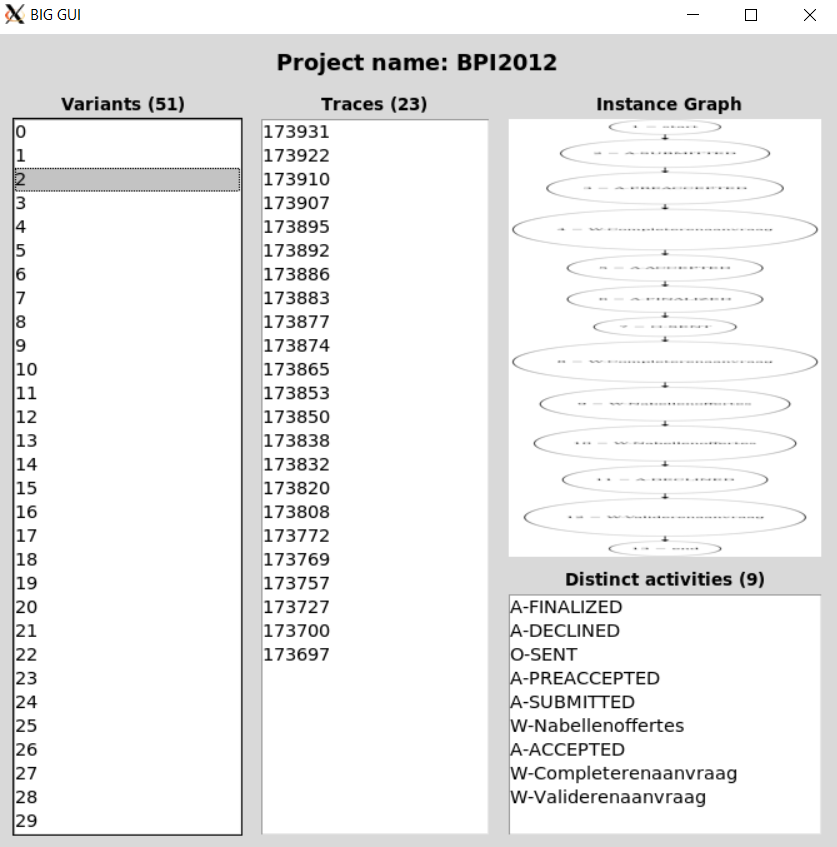 BIG GUI
Project name: BPI2012
Variants (51)
0
1
2
3
4
5
6
7
8
9
10
11
12
13
14
15
16
17
18
19
20
21
22
23
24
25
26
27
28
29
Traces (23)
173931
173922
173910
173907
173895
173892
173886
173883
173877
173874
173865
173853
173850
173838
173832
173820
173808
173772
173769
173757
173727
173700
173697
Instance Graph
1 = start
2 = A-SUBMITTED
3 = A-PREACCEPTED
4 = W-Completerenaanvraag
5 = A-ACCEPTED
6 = A-FINALIZED
7 = O-SENT
8 = W-Completerenaanvraag
9 = W-Nabellenoffertes
10 = W-Nabellenoffertes
11 = A-DECLINED
12 = W-Validerenaanvraag
13 = end
Distinct activities (9)
A-FINALIZED
A-DECLINED
O-SENT
A-PREACCEPTED
A-SUBMITTED
W-Nabellenoffertes
A-ACCEPTED
W-Completerenaanvraag
W-Validerenaanvraag